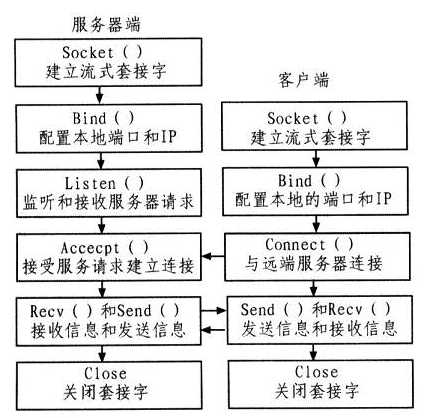 服务器端
Socket()
建立流式套接字
Bind()
配置本地端口和IP
Listen()
监听和接收服务器请求
Accecpt()
接受服务请求建立连接
Recv()和Send()
接收信息和发送信息
Close
关闭套接字
客户端
Socket()
建立流式套接字
Bind()
配置本地的端口和IP
Connect()
与远端服务器连接
Send()和Recv()
发送信息和接收信息
Close
关闭套接字